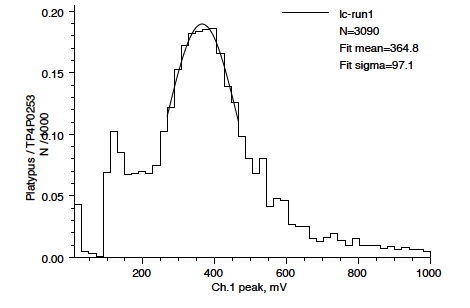 0.20
lc-run1
N=3090
Fit mean=364.8
Fit sigma=97.1
0.15
Platypus / TP4P0253
N / 3000
0.10
0.05
0.00
200
400
600
800
1000
Ch.1 peak, mV